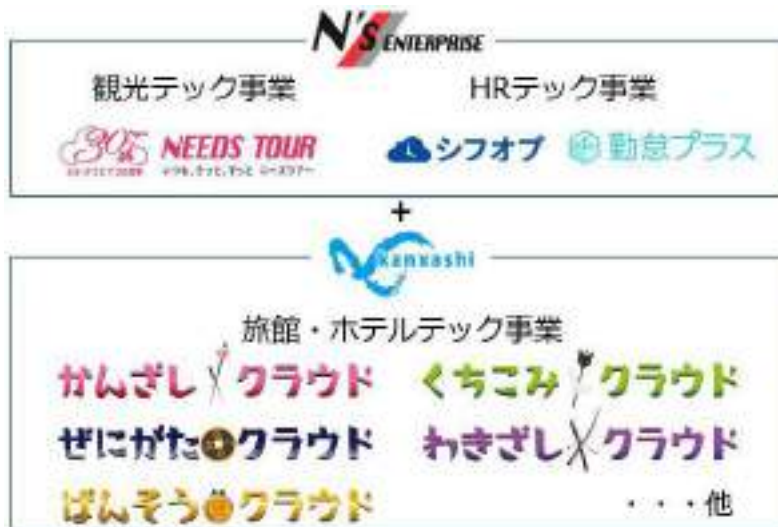 N'S ENTERPRISE
観光テック事業 HRテック事業
30th NEEDS TOUR シフオプ 勤怠プラス
いつも、きっと、ずっと ニーズツアー
+
kanxashi
旅館・ホテルテック事業
かんざしクラウド くちこみクラウド
ぜにがたクラウド わきざしクラウド
ばんそうクラウド ・・・他